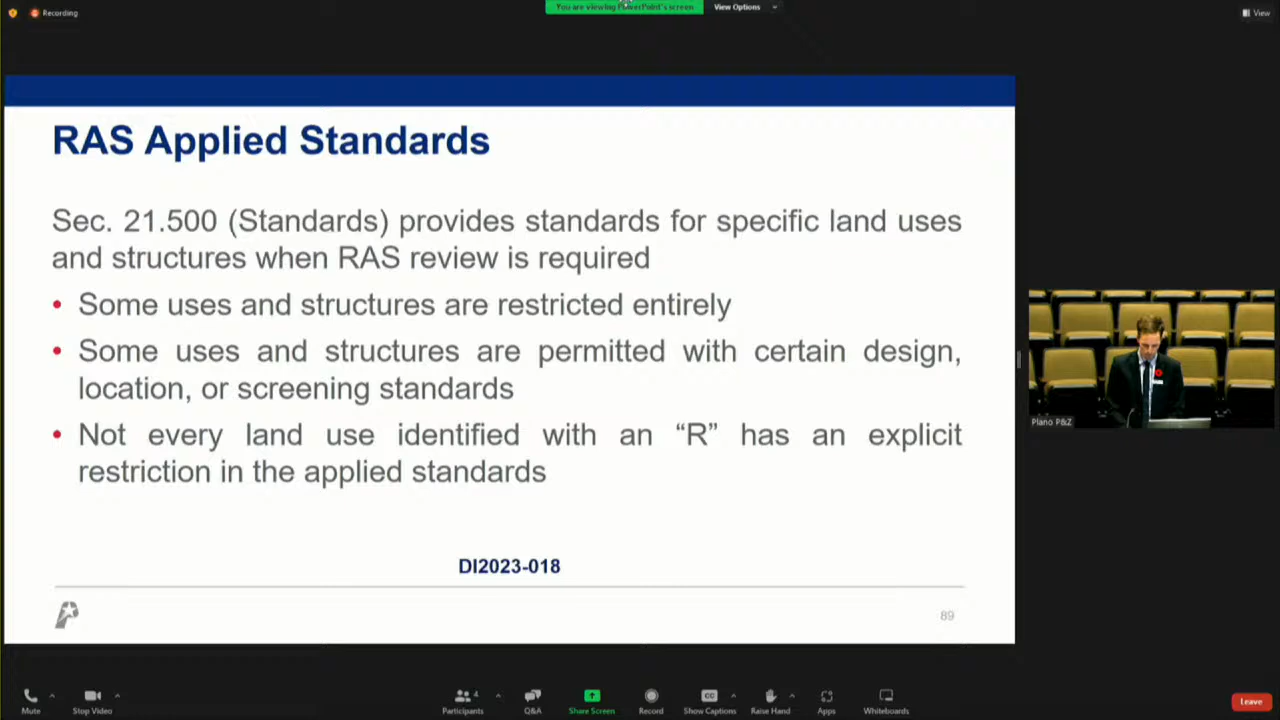 Recording
You are viewing PowerPoint's screen
View Options
View
RAS Applied Standards
Sec. 21.500 (Standards) provides standards for specific land uses
and structures when RAS review is required
• Some uses and structures are restricted entirely
• Some uses and structures are permitted with certain design,
location, or screening standards
• Not every land use identified with an “R” has an explicit
restriction in the applied standards
DI2023-018
89
Plano P&Z
Mute
Stop Video
Participants
4
Q&A
Share Screen
Record
CC
Show Captions
Raise Hand
Apps
Whiteboards
Leave